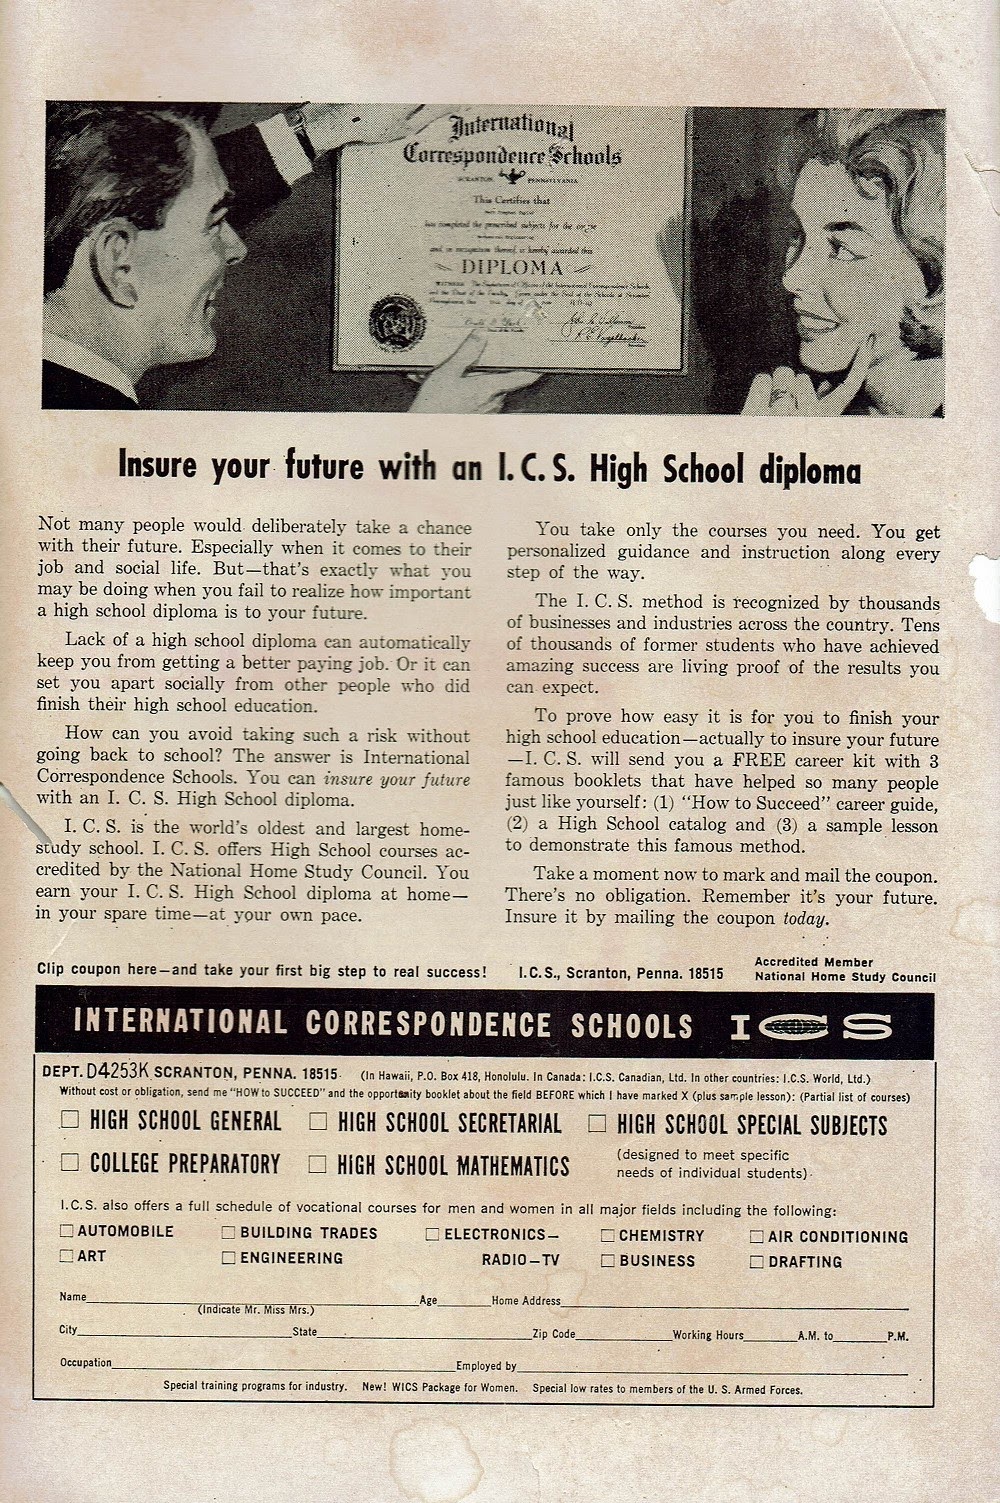 International
Correspondence Schools
SCRANTON PENNSYLVANIA
This Certifies that
has completed the prescribed subjects for the course
and in recognition thereof is hereby awarded this
DIPLOMA
Insure your future with an I.C.S. High School diploma
Not many people would deliberately take a chance
with their future. Especially when it comes to their
job and social life. But—that's exactly what you
may be doing when you fail to realize how important
a high school diploma is to your future.
Lack of a high school diploma can automatically
keep you from getting a better paying job. Or it can
set you apart socially from other people who did
finish their high school education.
How can you avoid taking such a risk without
going back to school? The answer is International
Correspondence Schools. You can insure your future
with an I. C. S. High School diploma.
I. C. S. is the world's oldest and largest home-
study school. I. C. S. offers High School courses ac-
credited by the National Home Study Council. You
earn your I. C. S. High School diploma at home—
in your spare time—at your own pace.
You take only the courses you need. You get
personalized guidance and instruction along every
step of the way.
The I. C. S. method is recognized by thousands
of businesses and industries across the country. Tens
of thousands of former students who have achieved
amazing success are living proof of the results you
can expect.
To prove how easy it is for you to finish your
high school education—actually to insure your future
—I. C. S. will send you a FREE career kit with 3
famous booklets that have helped so many people
just like yourself: (1) "How to Succeed" career guide,
(2) a High School catalog and (3) a sample lesson
to demonstrate this famous method.
Take a moment now to mark and mail the coupon.
There's no obligation. Remember it's your future.
Insure it by mailing the coupon today.
Clip coupon here—and take your first big step to real success! I.C.S., Scranton, Penna. 18515
Accredited Member
National Home Study Council
INTERNATIONAL CORRESPONDENCE SCHOOLS ICS
DEPT. D4253K SCRANTON, PENNA. 18515 (In Hawaii, P.O. Box 418, Honolulu. In Canada: I.C.S. Canadian, Ltd. In other countries: I.C.S. World, Ltd.)
Without cost or obligation, send me "HOW to SUCCEED" and the opportunity booklet about the field BEFORE which I have marked X (plus sample lesson): (Partial list of courses)
HIGH SCHOOL GENERAL HIGH SCHOOL SECRETARIAL HIGH SCHOOL SPECIAL SUBJECTS
COLLEGE PREPARATORY HIGH SCHOOL MATHEMATICS
(designed to meet specific
needs of individual students)
I.C.S. also offers a full schedule of vocational courses for men and women in all major fields including the following:
AUTOMOBILE BUILDING TRADES ELECTRONICS— CHEMISTRY AIR CONDITIONING
ART ENGINEERING RADIO—TV BUSINESS DRAFTING
Name Age Home Address
(Indicate Mr. Miss Mrs.)
City State Zip Code Working Hours A.M. to P.M.
Occupation Employed by
Special training programs for industry. New! WICS Package for Women. Special low rates to members of the U. S. Armed Forces.